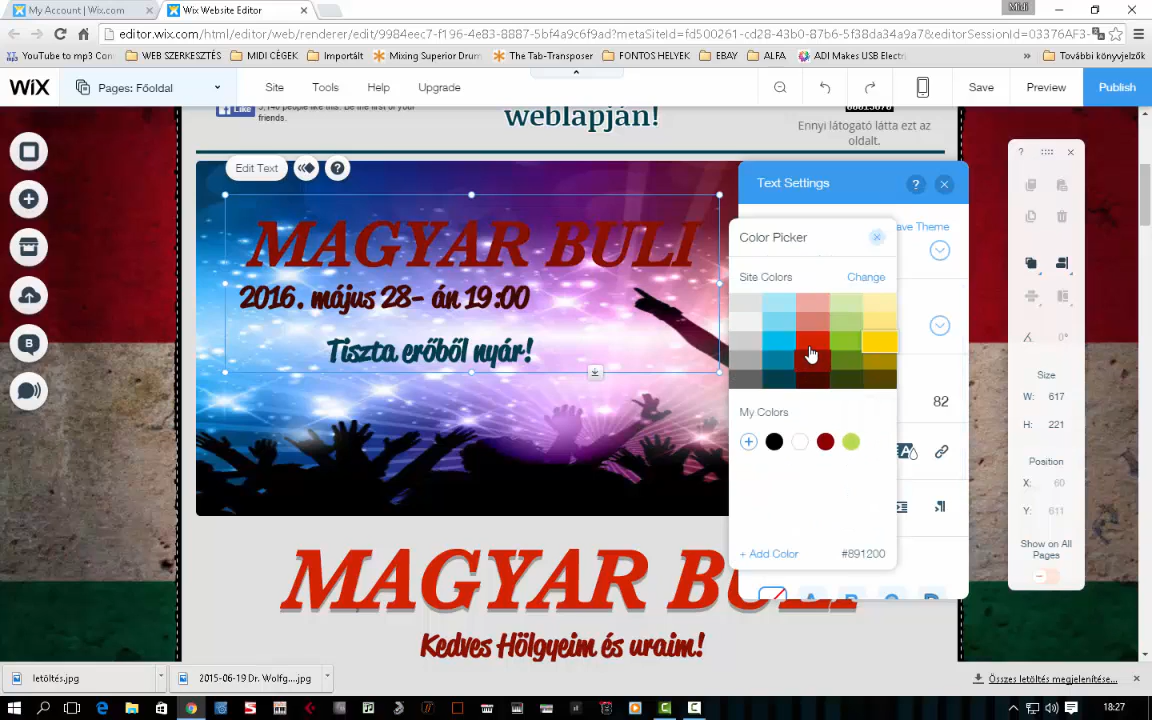 My Account | Wix.com
Wix Website Editor
Midi
editor.wix.com/html/editor/web/renderer/edit/9984eec7-f196-4e83-8887-5bf4a9c6f9ad?metaSiteId=fd500261-cd28-43b0-87b6-5f38da34a9a7&editorSessionId=03376AF3-
YouTube to mp3 Con
WEB SZERKESZTÉS
MIDI CÉGEK
Importált
Mixing Superior Drum
The Tab-Transposer
FONTOS HELYEK
EBAY
ALFA
ADI Makes USB Electri
»
További könyvjelzők
WiX
Pages: Főoldal
Site
Tools
Help
Upgrade
Save
Preview
Publish
Like
friends.
weblapján!
Ennyi látogató látta ezt az
oldalt.
Edit Text
?
Text Settings
?
MAGYAR BULI
2016. május 28- án 19:00
Tiszta erőből nyár!
Color Picker
ave Theme
Site Colors
Change
82
My Colors
+ Add Color
#891200
?
0°
Size
W:
617
H:
221
Position
X:
60
Y:
611
Show on All
Pages
MAGYAR BULI
Kedves Hölgyeim és uraim!
letöltés.jpg
2015-06-19 Dr. Wolfg....jpg
Összes letöltés megjelenítése...
18:27